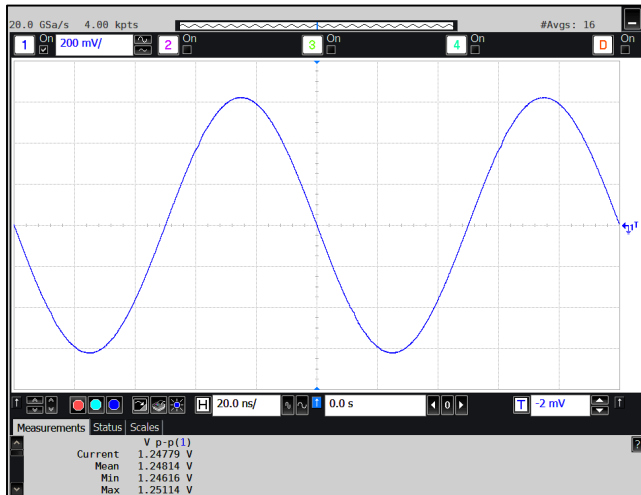 20.0 GSa/s 4.00 kpts #Avgs: 16
1 On 200 mV/ 2 On 3 On 4 On D On
1 T
H 20.0 ns/ 0.0 s 0 T -2 mV
Measurements Status Scales
V p-p(1)
Current 1.24779 V
Mean 1.24814 V
Min 1.24616 V
Max 1.25114 V
?